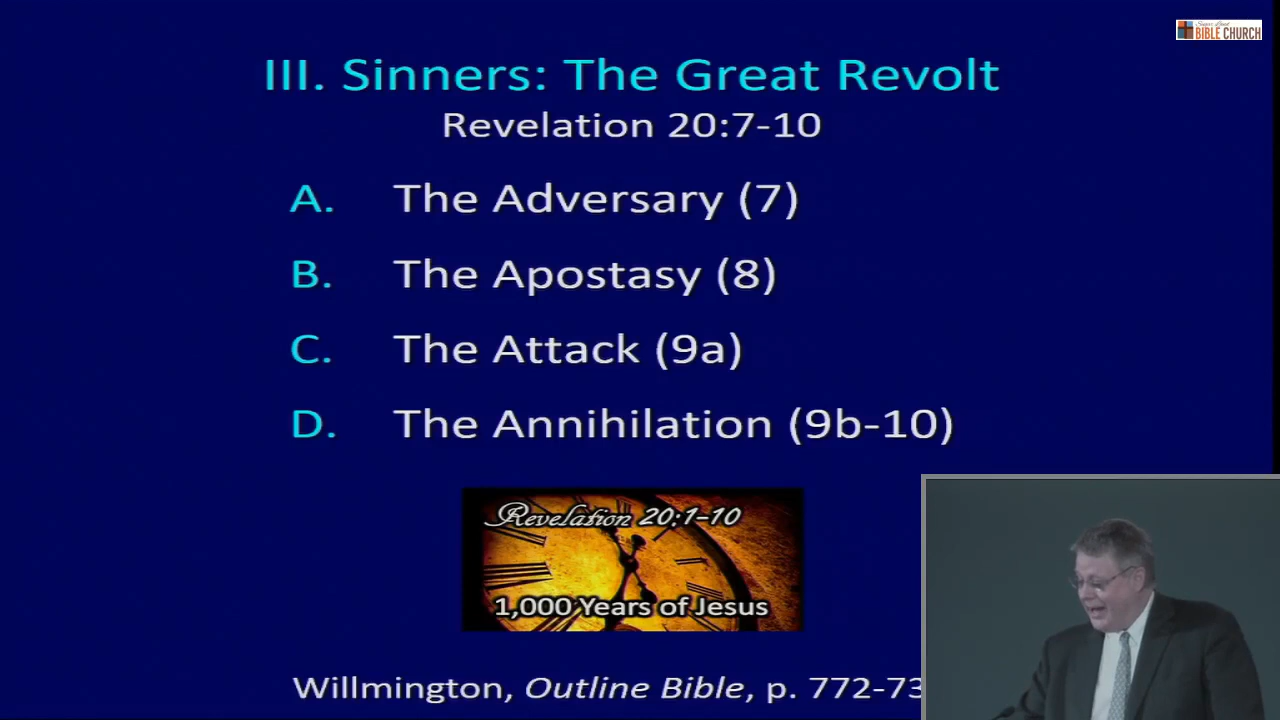 BIBLE CHURCH
III. Sinners: The Great Revolt
Revelation 20:7-10
A. The Adversary (7)
B. The Apostasy (8)
C. The Attack (9a)
D. The Annihilation (9b-10)
Revelation 20:1-10
1,000 Years of Jesus
Willmington, Outline Bible, p. 772-73